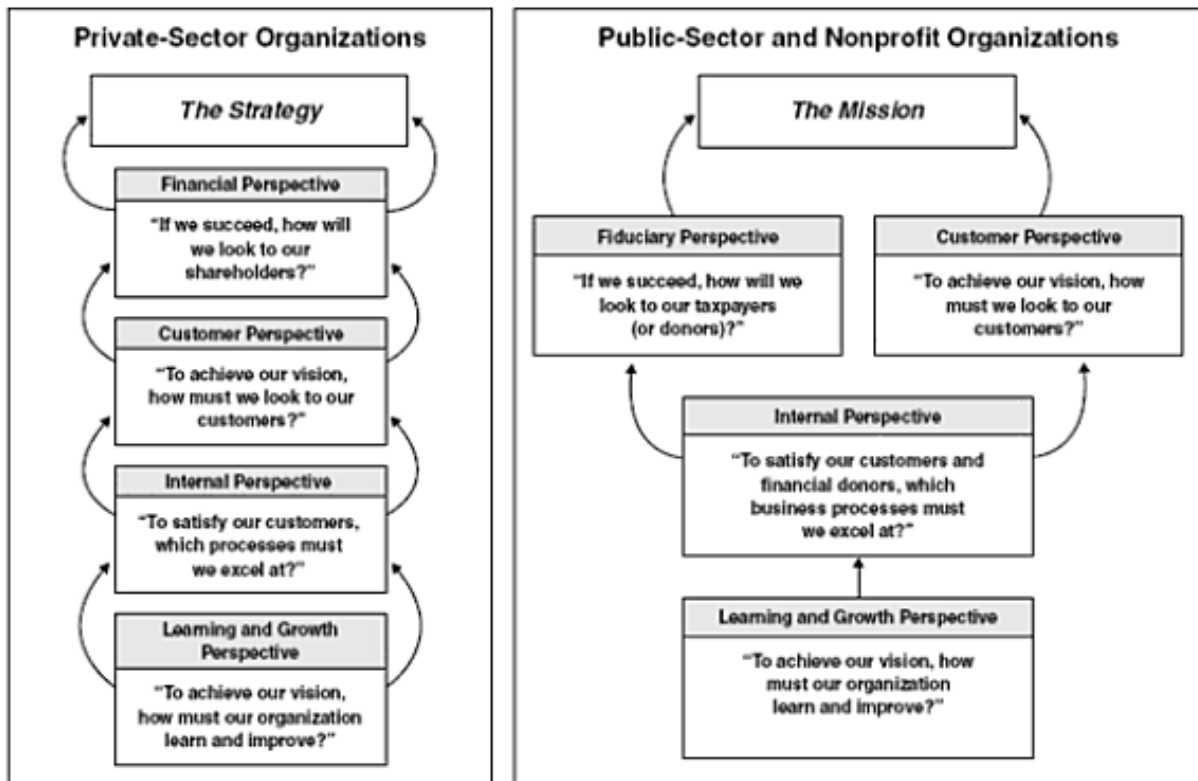 Private-Sector Organizations
The Strategy
Financial Perspective
“If we succeed, how will
we look to our
shareholders?”
Customer Perspective
“To achieve our vision,
how must we look to our
customers?”
Internal Perspective
“To satisfy our customers,
which processes must
we excel at?”
Learning and Growth
Perspective
“To achieve our vision,
how must our organization
learn and improve?”
Public-Sector and Nonprofit Organizations
The Mission
Fiduciary Perspective
“If we succeed, how will we
look to our taxpayers
(or donors)?”
Customer Perspective
“To achieve our vision, how
must we look to our
customers?”
Internal Perspective
“To satisfy our customers and
financial donors, which
business processes must
we excel at?”
Learning and Growth Perspective
“To achieve our vision, how
must our organization
learn and improve?”